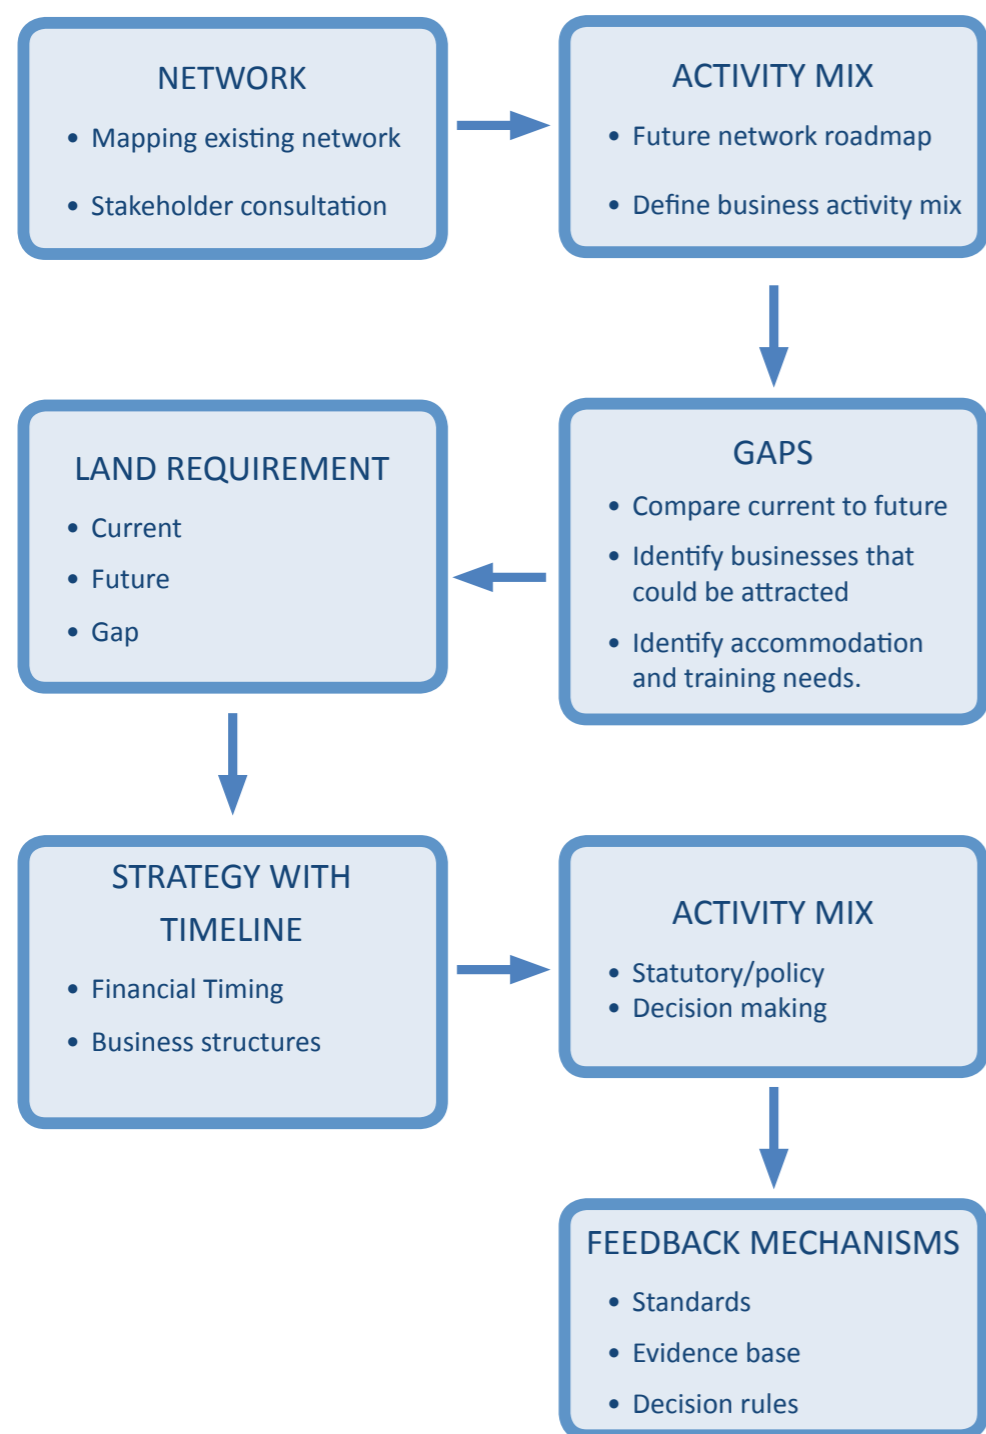 NETWORK
• Mapping existing network
• Stakeholder consultation
ACTIVITY MIX
• Future network roadmap
• Define business activity mix
GAPS
• Compare current to future
• Identify businesses that
could be attracted
• Identify accommodation
and training needs.
LAND REQUIREMENT
• Current
• Future
• Gap
STRATEGY WITH
TIMELINE
• Financial Timing
• Business structures
ACTIVITY MIX
• Statutory/policy
• Decision making
FEEDBACK MECHANISMS
• Standards
• Evidence base
• Decision rules